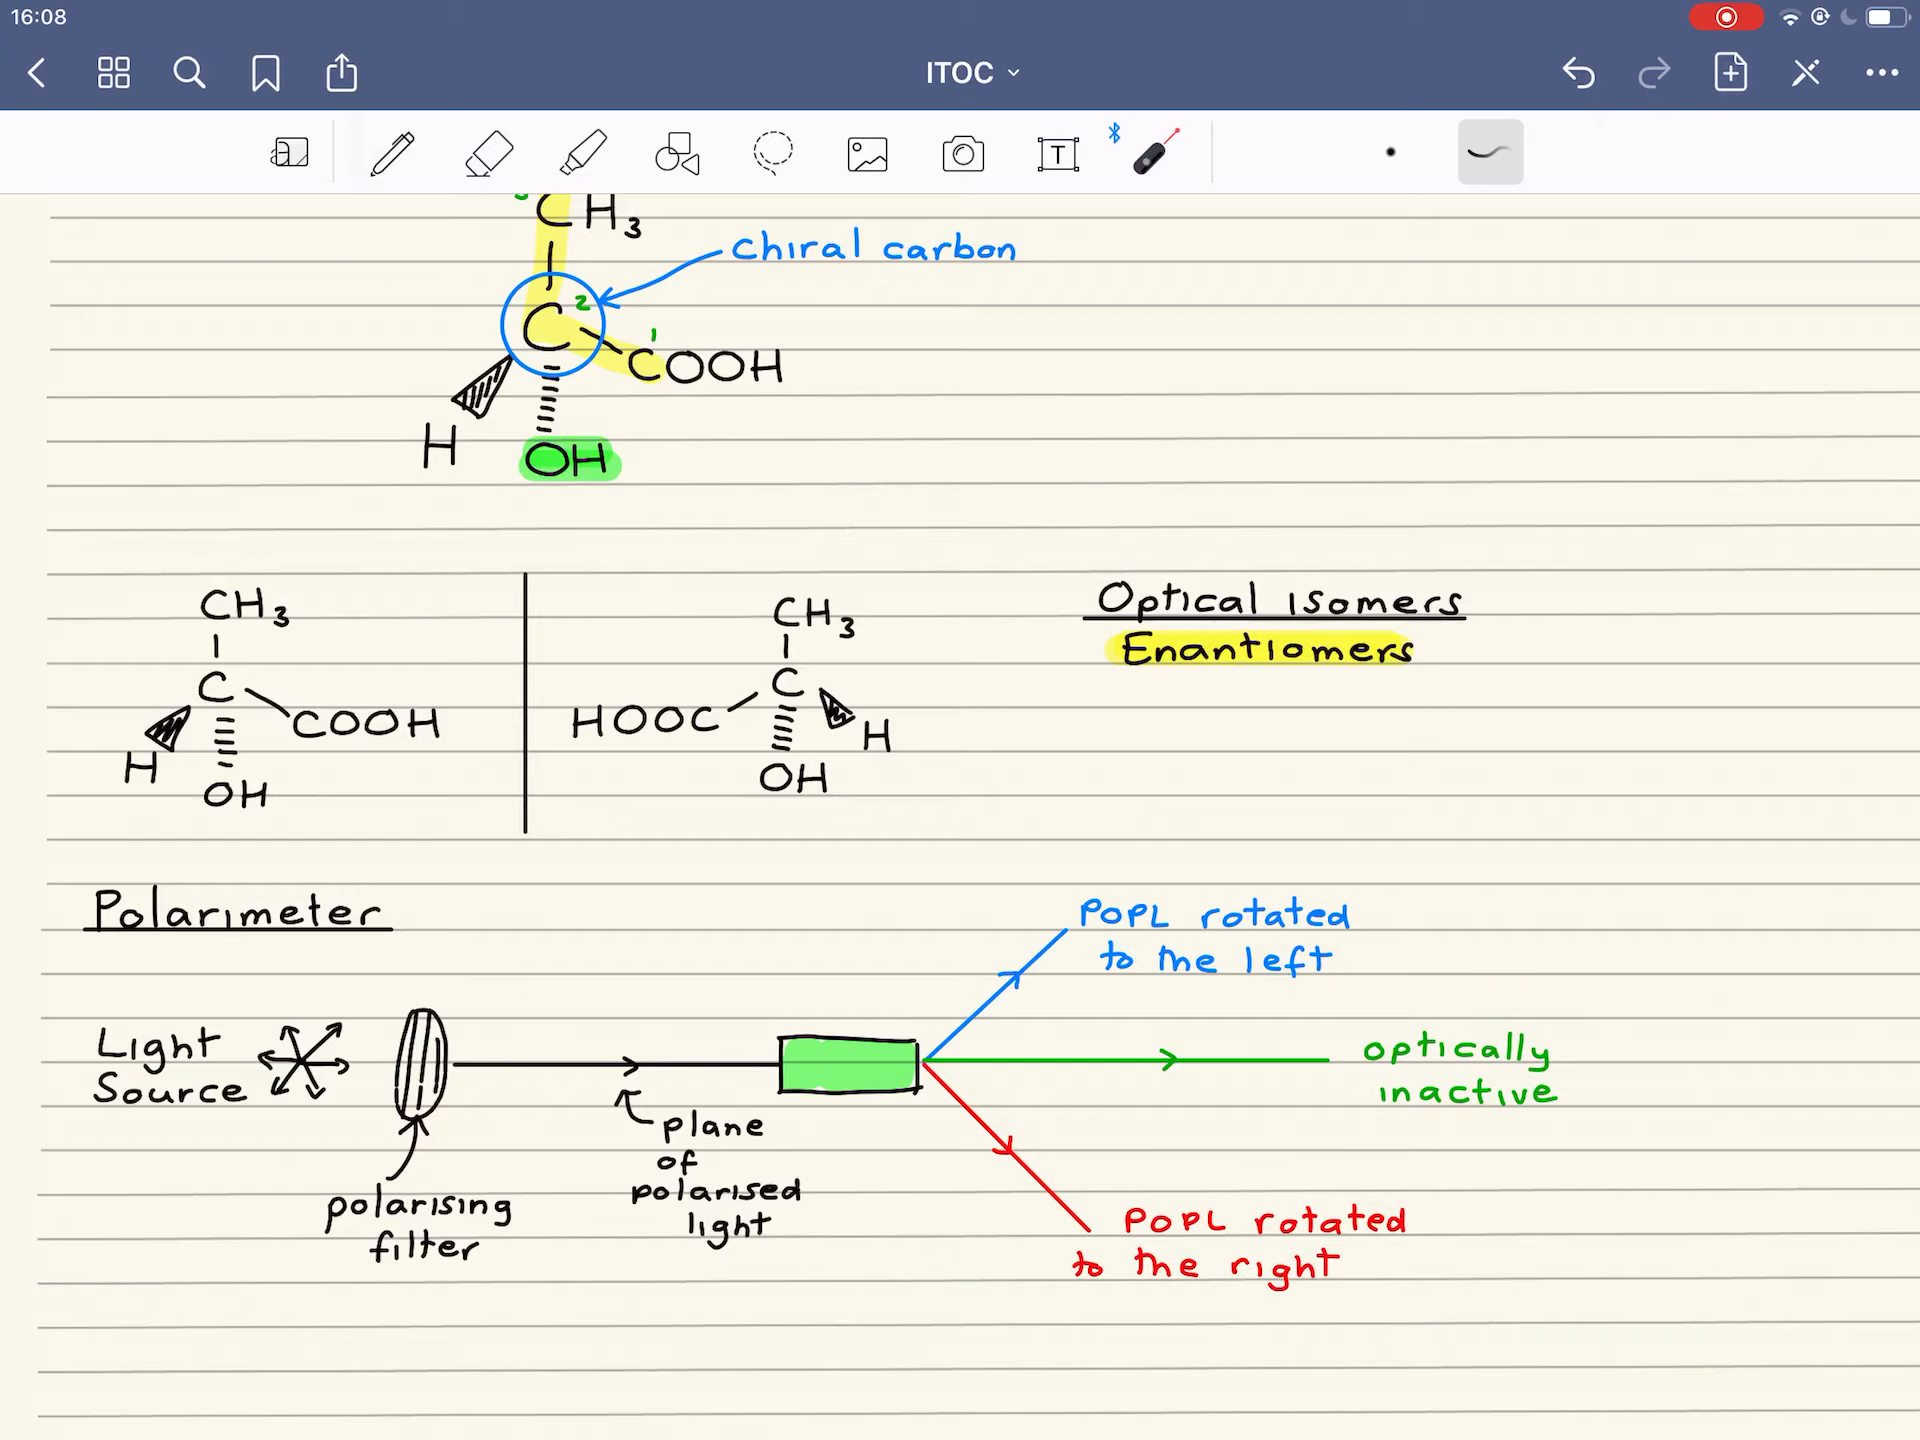 16:08
ITOC
T
CH3
Chiral carbon
C 2
1
COOH
H
OH
CH3
C
COOH
H
OH
CH3
HOOC
C
H
OH
Optical isomers
Enantiomers
Polarimeter
Light
Source
polarising
filter
plane
of
polarised
light
POPL rotated
to the left
optically
inactive
POPL rotated
to the right